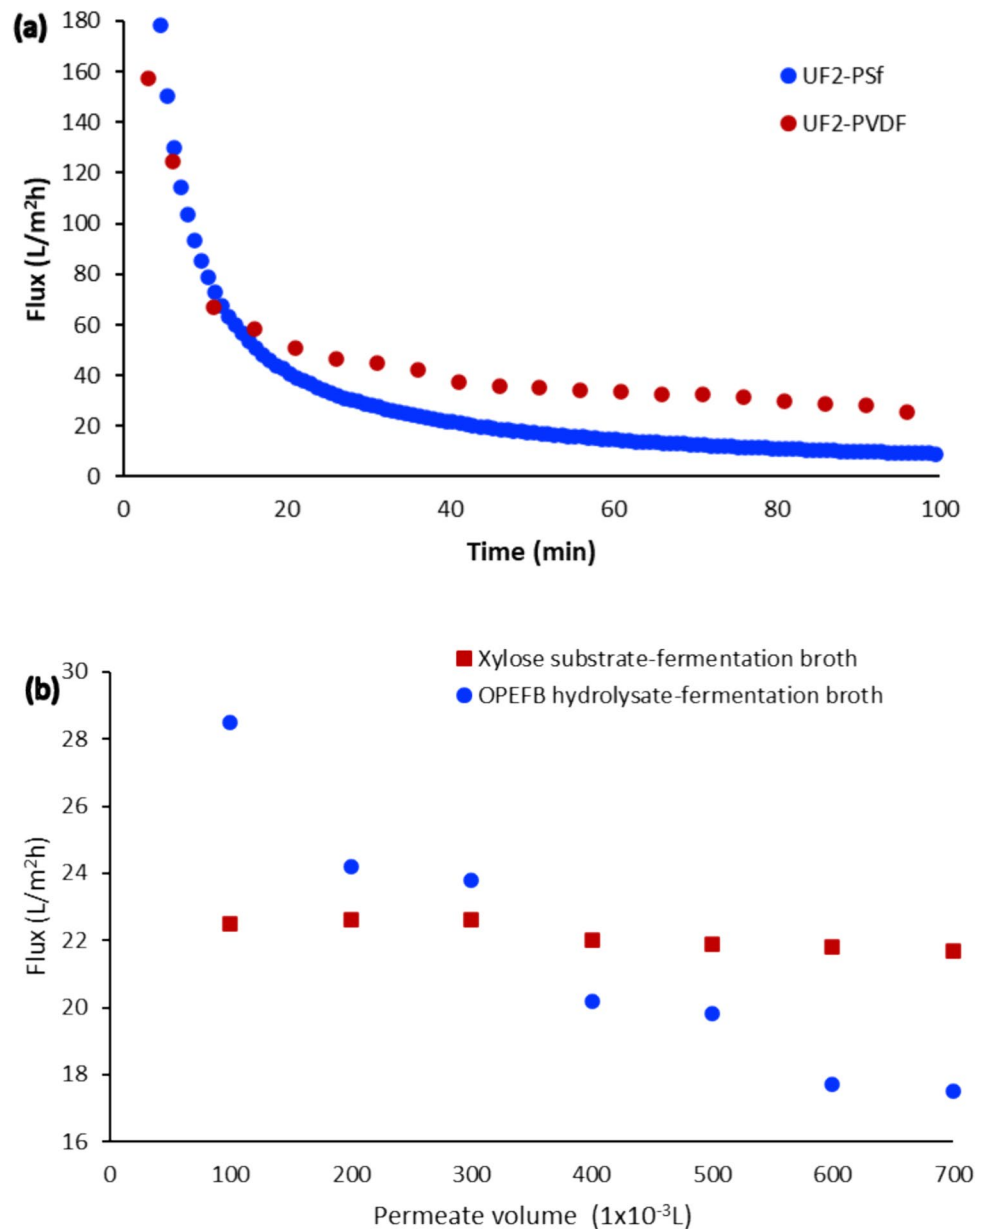 (a)
180
160
140
120
100
80
60
40
20
0
Flux (L/m²h)
UF2-PSf
UF2-PVDF
0 20 40 60 80 100
Time (min)
(b)
Xylose substrate-fermentation broth
OPEFB hydrolysate-fermentation broth
30
28
26
24
22
20
18
16
Flux (L/m²h)
0 100 200 300 400 500 600 700
Permeate volume (1x10⁻³L)